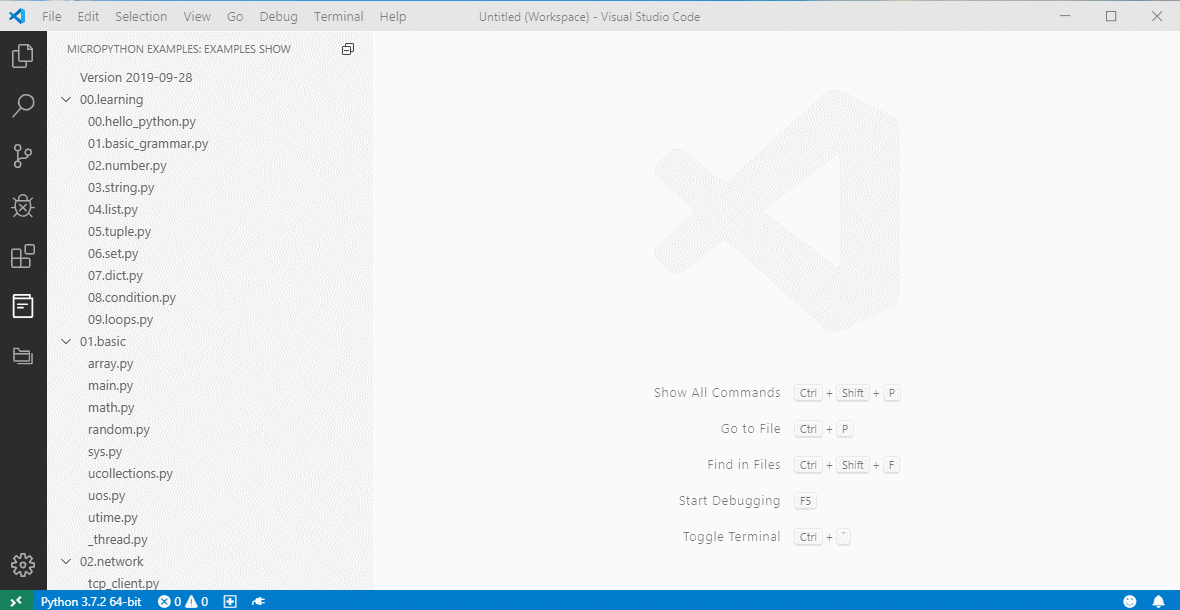 File Edit Selection View Go Debug Terminal Help Untitled (Workspace) - Visual Studio Code
MICROPYTHON EXAMPLES: EXAMPLES SHOW
Version 2019-09-28
00.learning
00.hello_python.py
01.basic_grammar.py
02.number.py
03.string.py
04.list.py
05.tuple.py
06.set.py
07.dict.py
08.condition.py
09.loops.py
01.basic
array.py
main.py
math.py
random.py
sys.py
ucollections.py
uos.py
utime.py
_thread.py
02.network
tcp_client.py
Show All Commands Ctrl + Shift + P
Go to File Ctrl + P
Find in Files Ctrl + Shift + F
Start Debugging F5
Toggle Terminal Ctrl + `
Python 3.7.2 64-bit 0 0